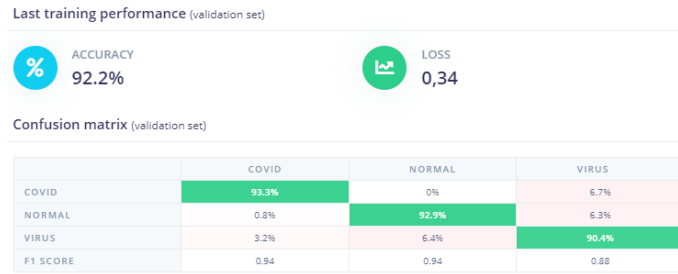 Last training performance (validation set)
ACCURACY
92.2%
LOSS
0,34
Confusion matrix (validation set)
COVID NORMAL VIRUS
COVID 93.3% 0% 6.7%
NORMAL 0.8% 92.9% 6.3%
VIRUS 3.2% 6.4% 90.4%
F1 SCORE 0.94 0.94 0.88